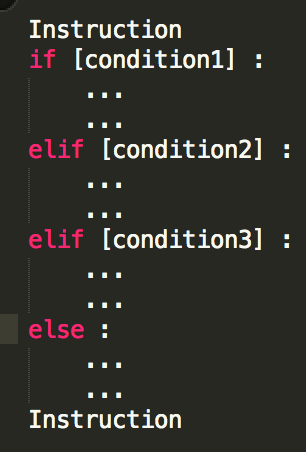 Instruction
if [condition1] :
...
...
elif [condition2] :
...
...
elif [condition3] :
...
...
else :
...
...
Instruction